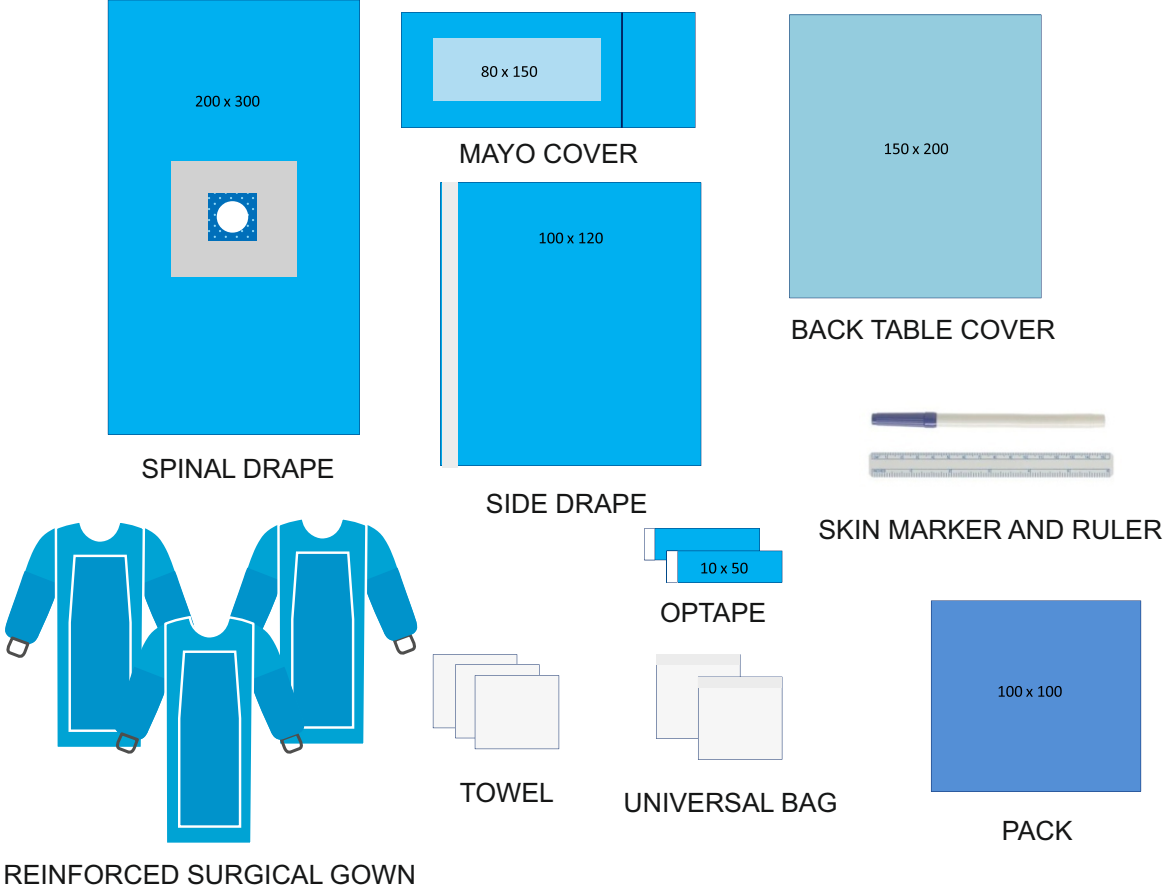 200 x 300
SPINAL DRAPE
80 x 150
MAYO COVER
150 x 200
BACK TABLE COVER
100 x 120
SIDE DRAPE
SKIN MARKER AND RULER
10 x 50
OPTAPE
REINFORCED SURGICAL GOWN
TOWEL
UNIVERSAL BAG
100 x 100
PACK